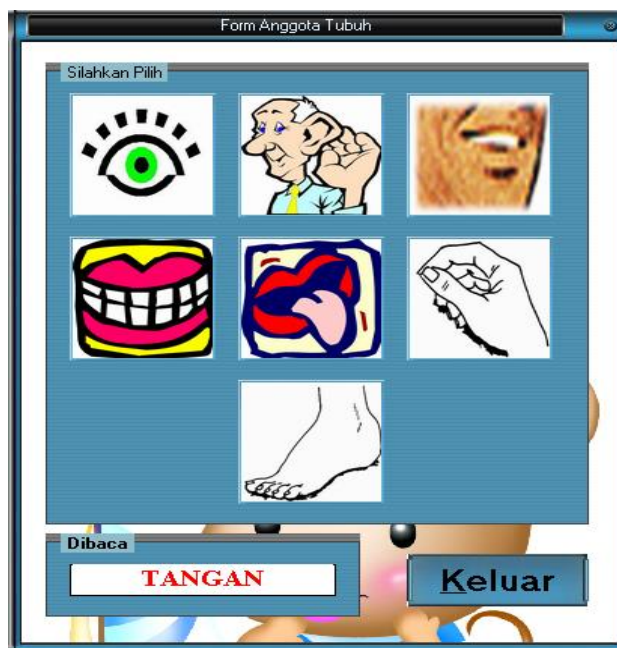 Form Anggota Tubuh
Silahkan Pilih
Dibaca
TANGAN
Keluar